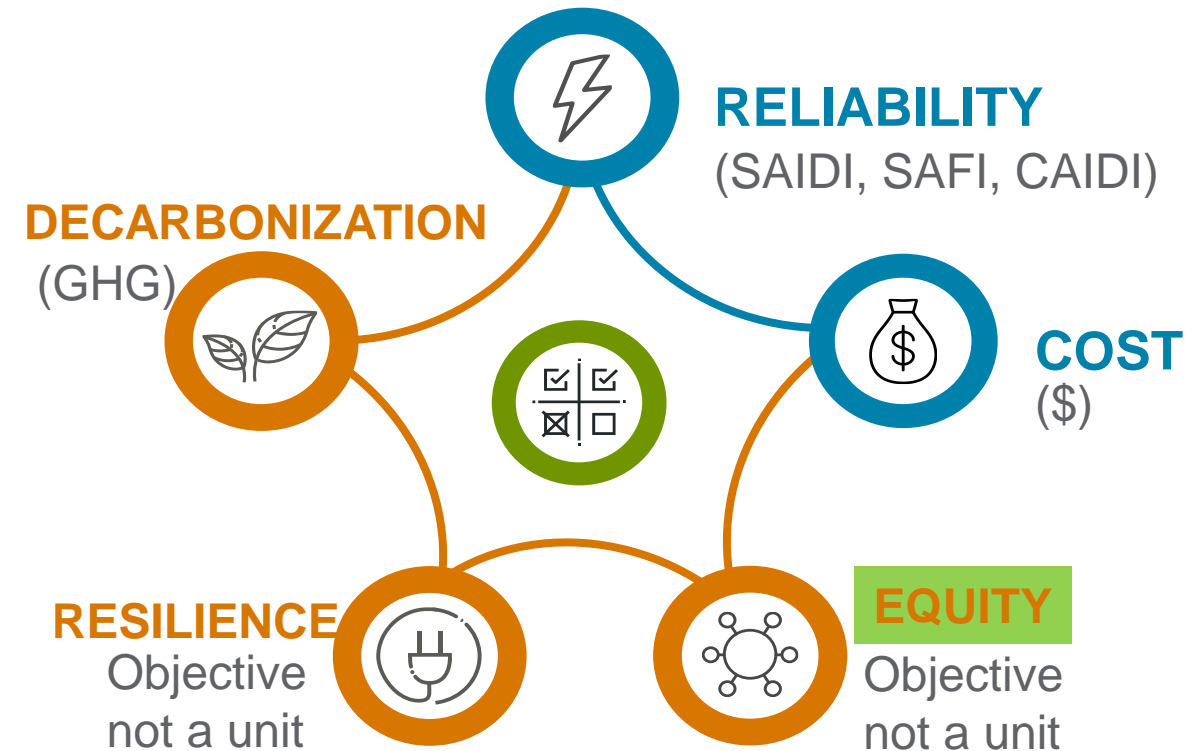 RELIABILITY
(SAIDI, SAFI, CAIDI)
DECARBONIZATION
(GHG)
$
COST
($)
RESILIENCE
Objective
not a unit
EQUITY
Objective
not a unit